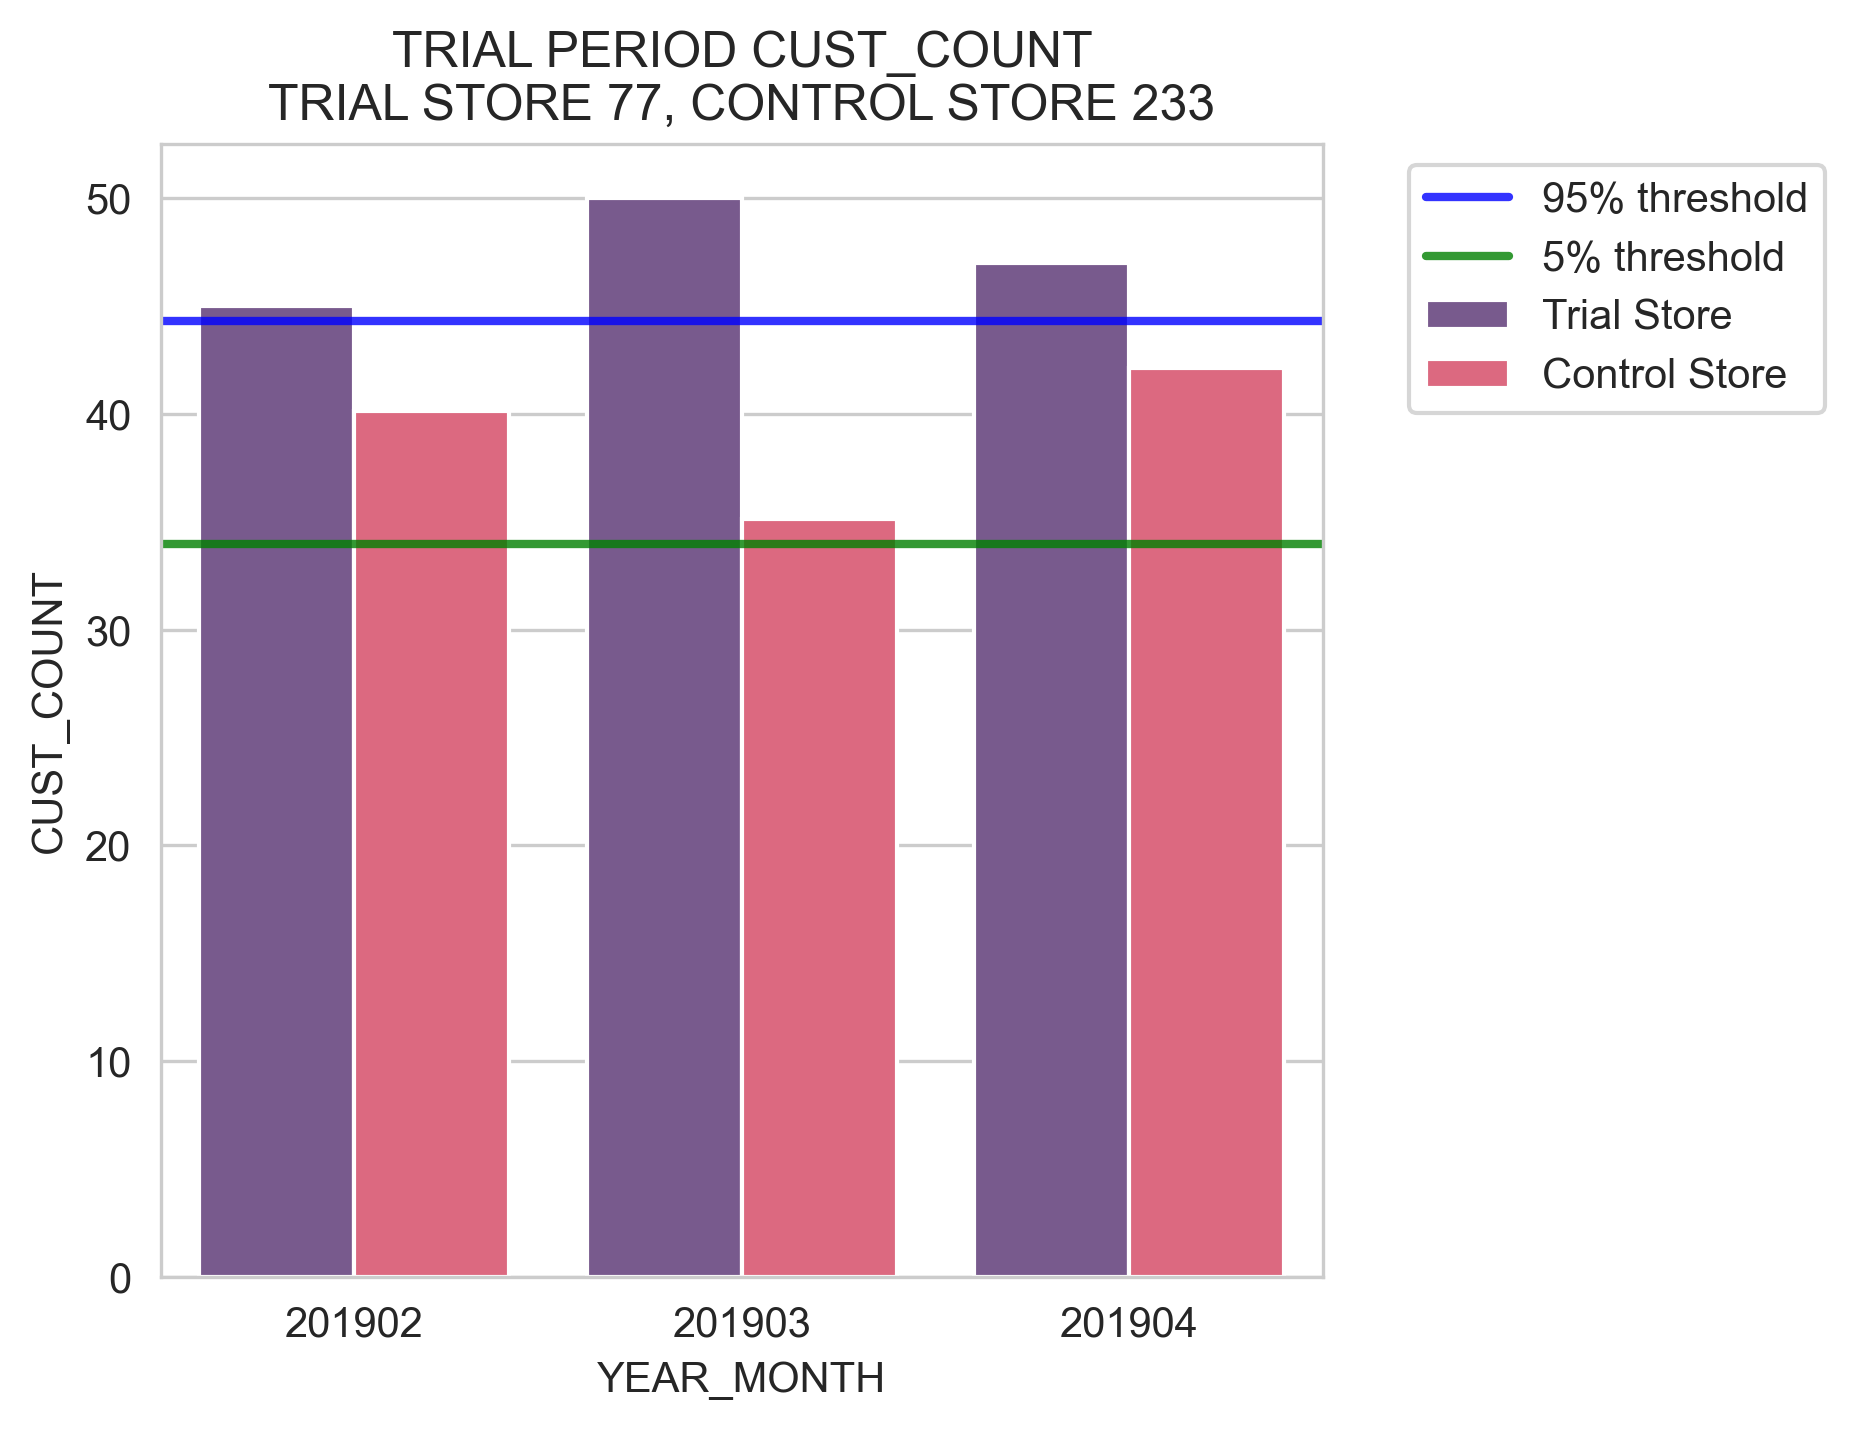 TRIAL PERIOD CUST_COUNT
TRIAL STORE 77, CONTROL STORE 233
95% threshold
5% threshold
Trial Store
Control Store
50
40
30
20
10
0
CUST_COUNT
201902
201903
201904
YEAR_MONTH